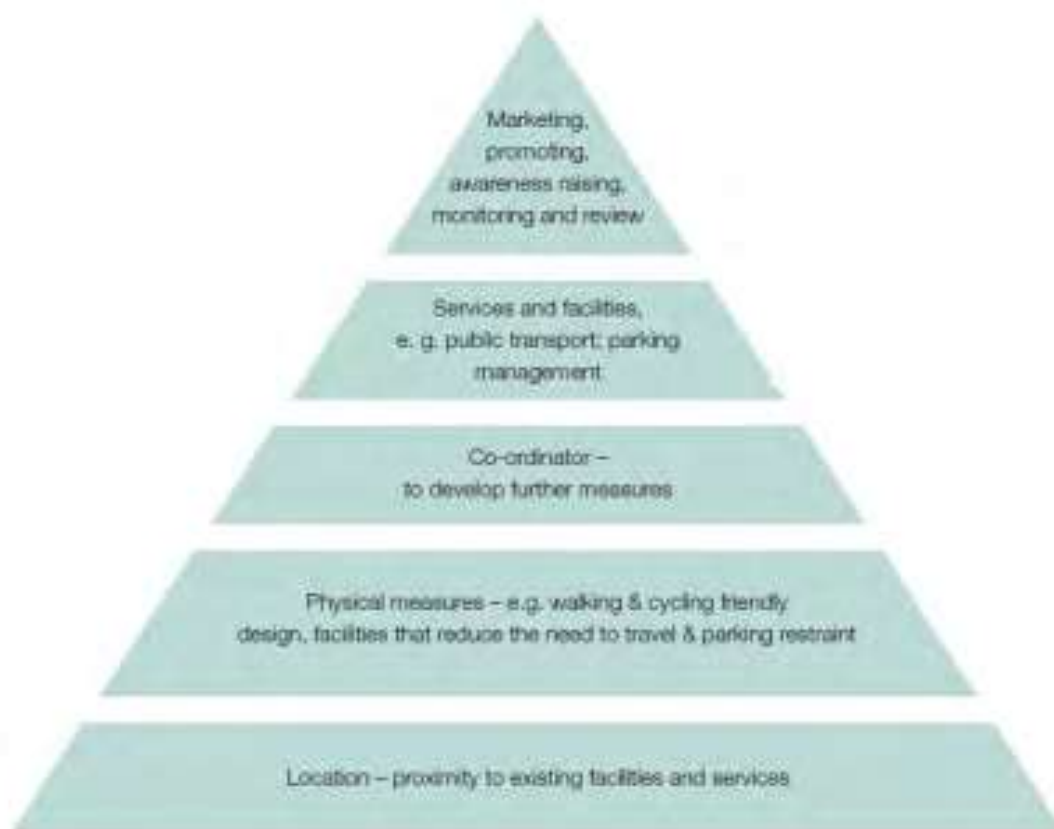 Marketing,
promoting,
awareness raising,
monitoring and review
Services and facilities,
e. g. public transport; parking
management
Co-ordinator –
to develop further measures
Physical measures – e.g. walking & cycling friendly
design, facilities that reduce the need to travel & parking restraint
Location – proximity to existing facilities and services